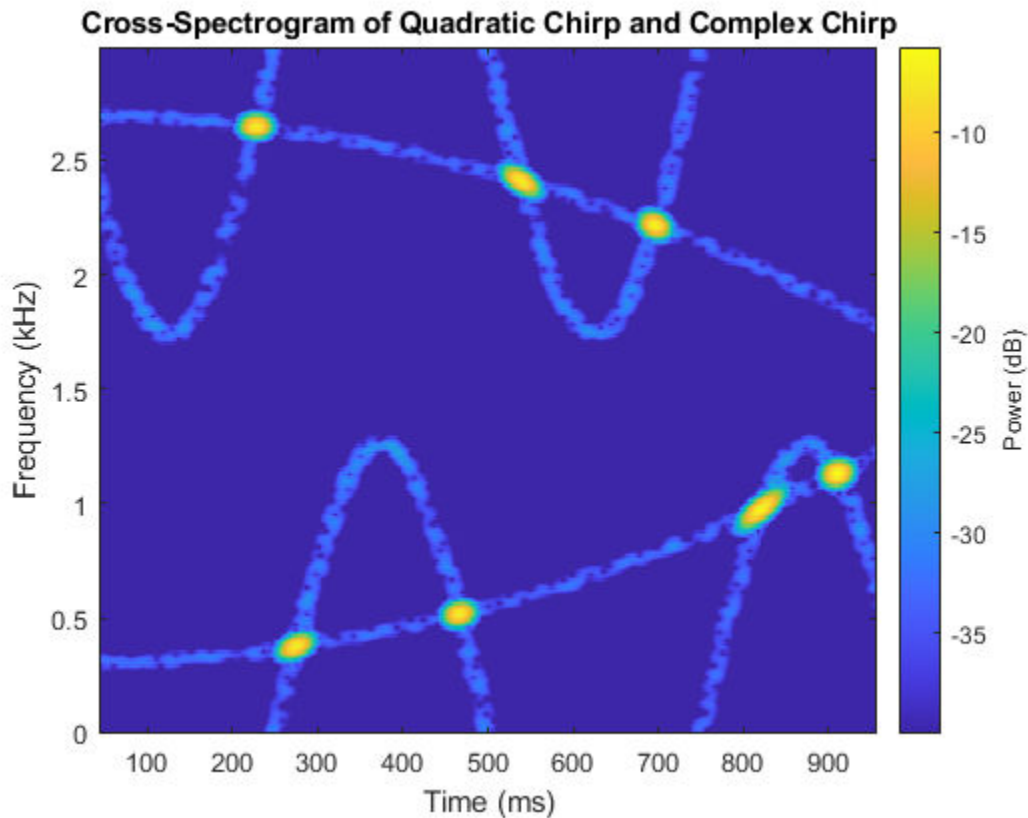 Cross-Spectrogram of Quadratic Chirp and Complex Chirp
2.5
2
1.5
1
0.5
0
Frequency (kHz)
100 200 300 400 500 600 700 800 900
Time (ms)
-10
-15
-20
-25
-30
-35
Power (dB)